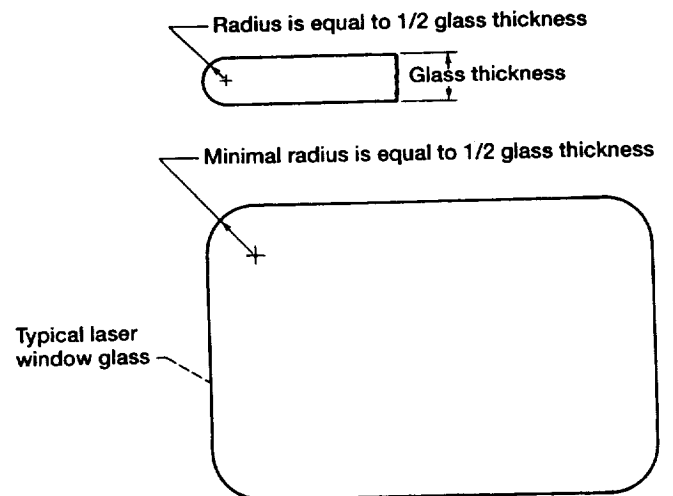 Radius is equal to 1/2 glass thickness
Glass thickness
Minimal radius is equal to 1/2 glass thickness
Typical laser
window glass